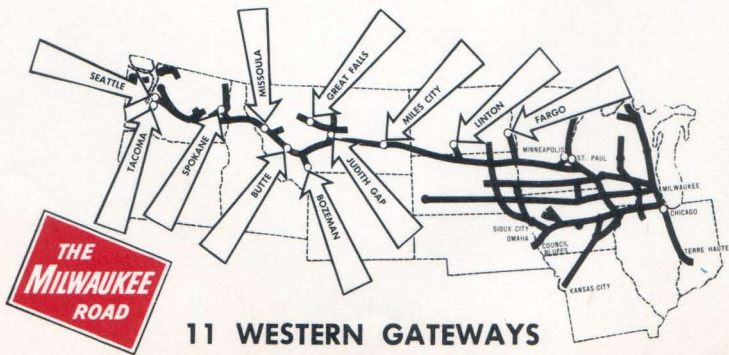 SEATTLE
TACOMA
SPOKANE
MISSOULA
BUTTE
BOZEMAN
GREAT FALLS
JUDITH GAP
MILES CITY
LINTON
FARGO
MINNEAPOLIS
ST. PAUL
MILWAUKEE
CHICAGO
SIOUX CITY
OMAHA
COUNCIL
BLUFFS
TERRE HAUTE
KANSAS CITY
THE
MILWAUKEE
ROAD
11 WESTERN GATEWAYS